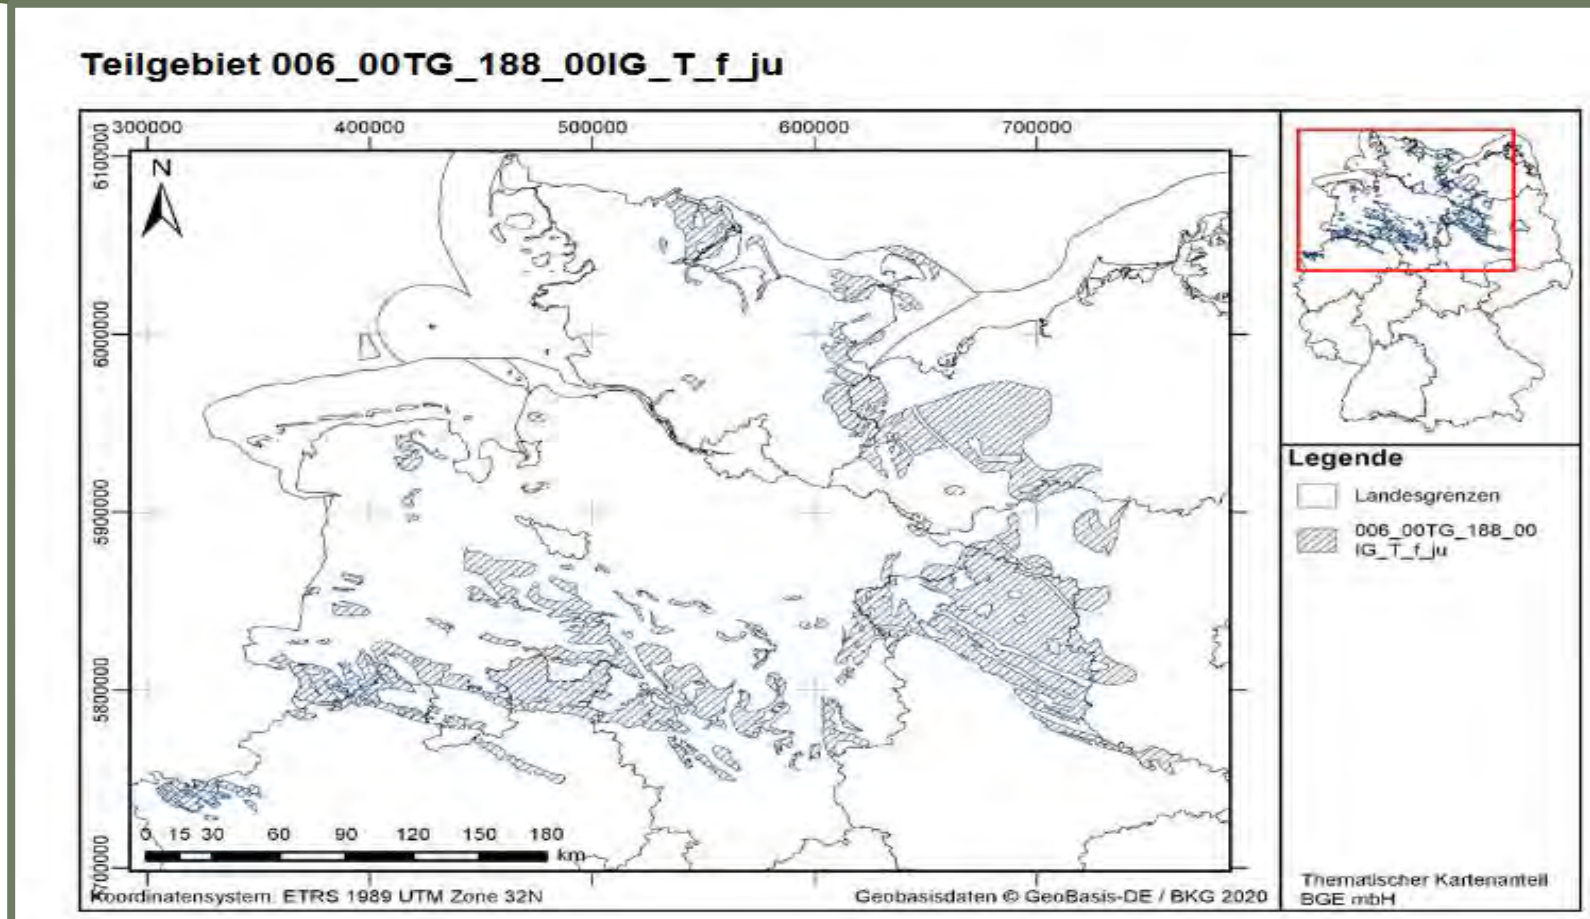 Teilgebiet 006_00TG_188_00IG_T_f_ju
300000 400000 500000 600000 700000
6100000
6000000
5900000
5800000
5700000
N
0 15 30 60 90 120 150 180
km
Koordinatensystem: ETRS 1989 UTM Zone 32N
Geobasisdaten © GeoBasis-DE / BKG 2020
Legende
Landesgrenzen
006_00TG_188_00
IG_T_f_ju
Thematischer Kartenanteil
BGE mbH